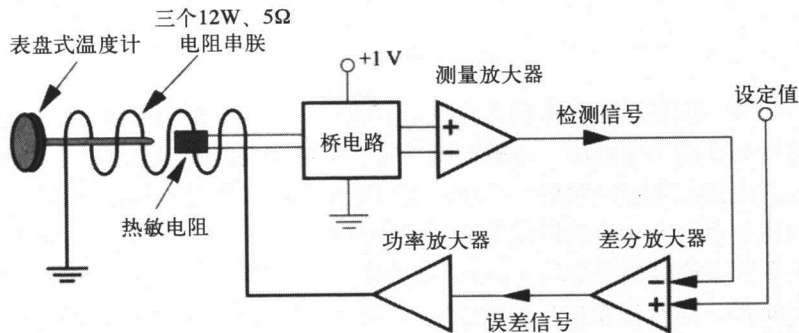 三个12W、5Ω
电阻串联
表盘式温度计
+1 V
测量放大器
设定值
检测信号
桥电路
+
−
热敏电阻
功率放大器
差分放大器
−
+
误差信号